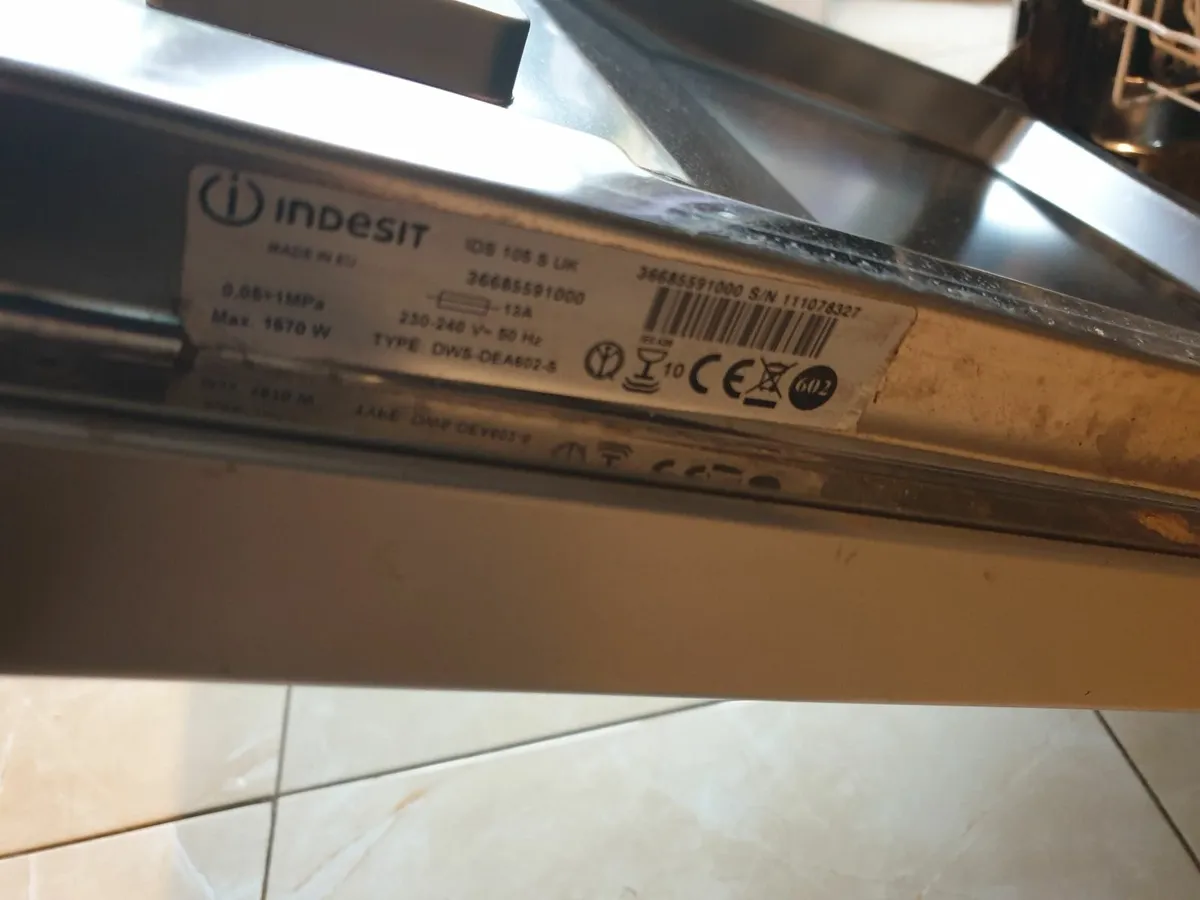 INDESIT
MADE IN EU
IDS 105 S UK
36685591000
13A
0,05÷1MPa
Max. 1670 W
230-240 V~ 50 Hz
TYPE DWS-DEA602-8
36685591000 S/N 111078327
10 CE 602